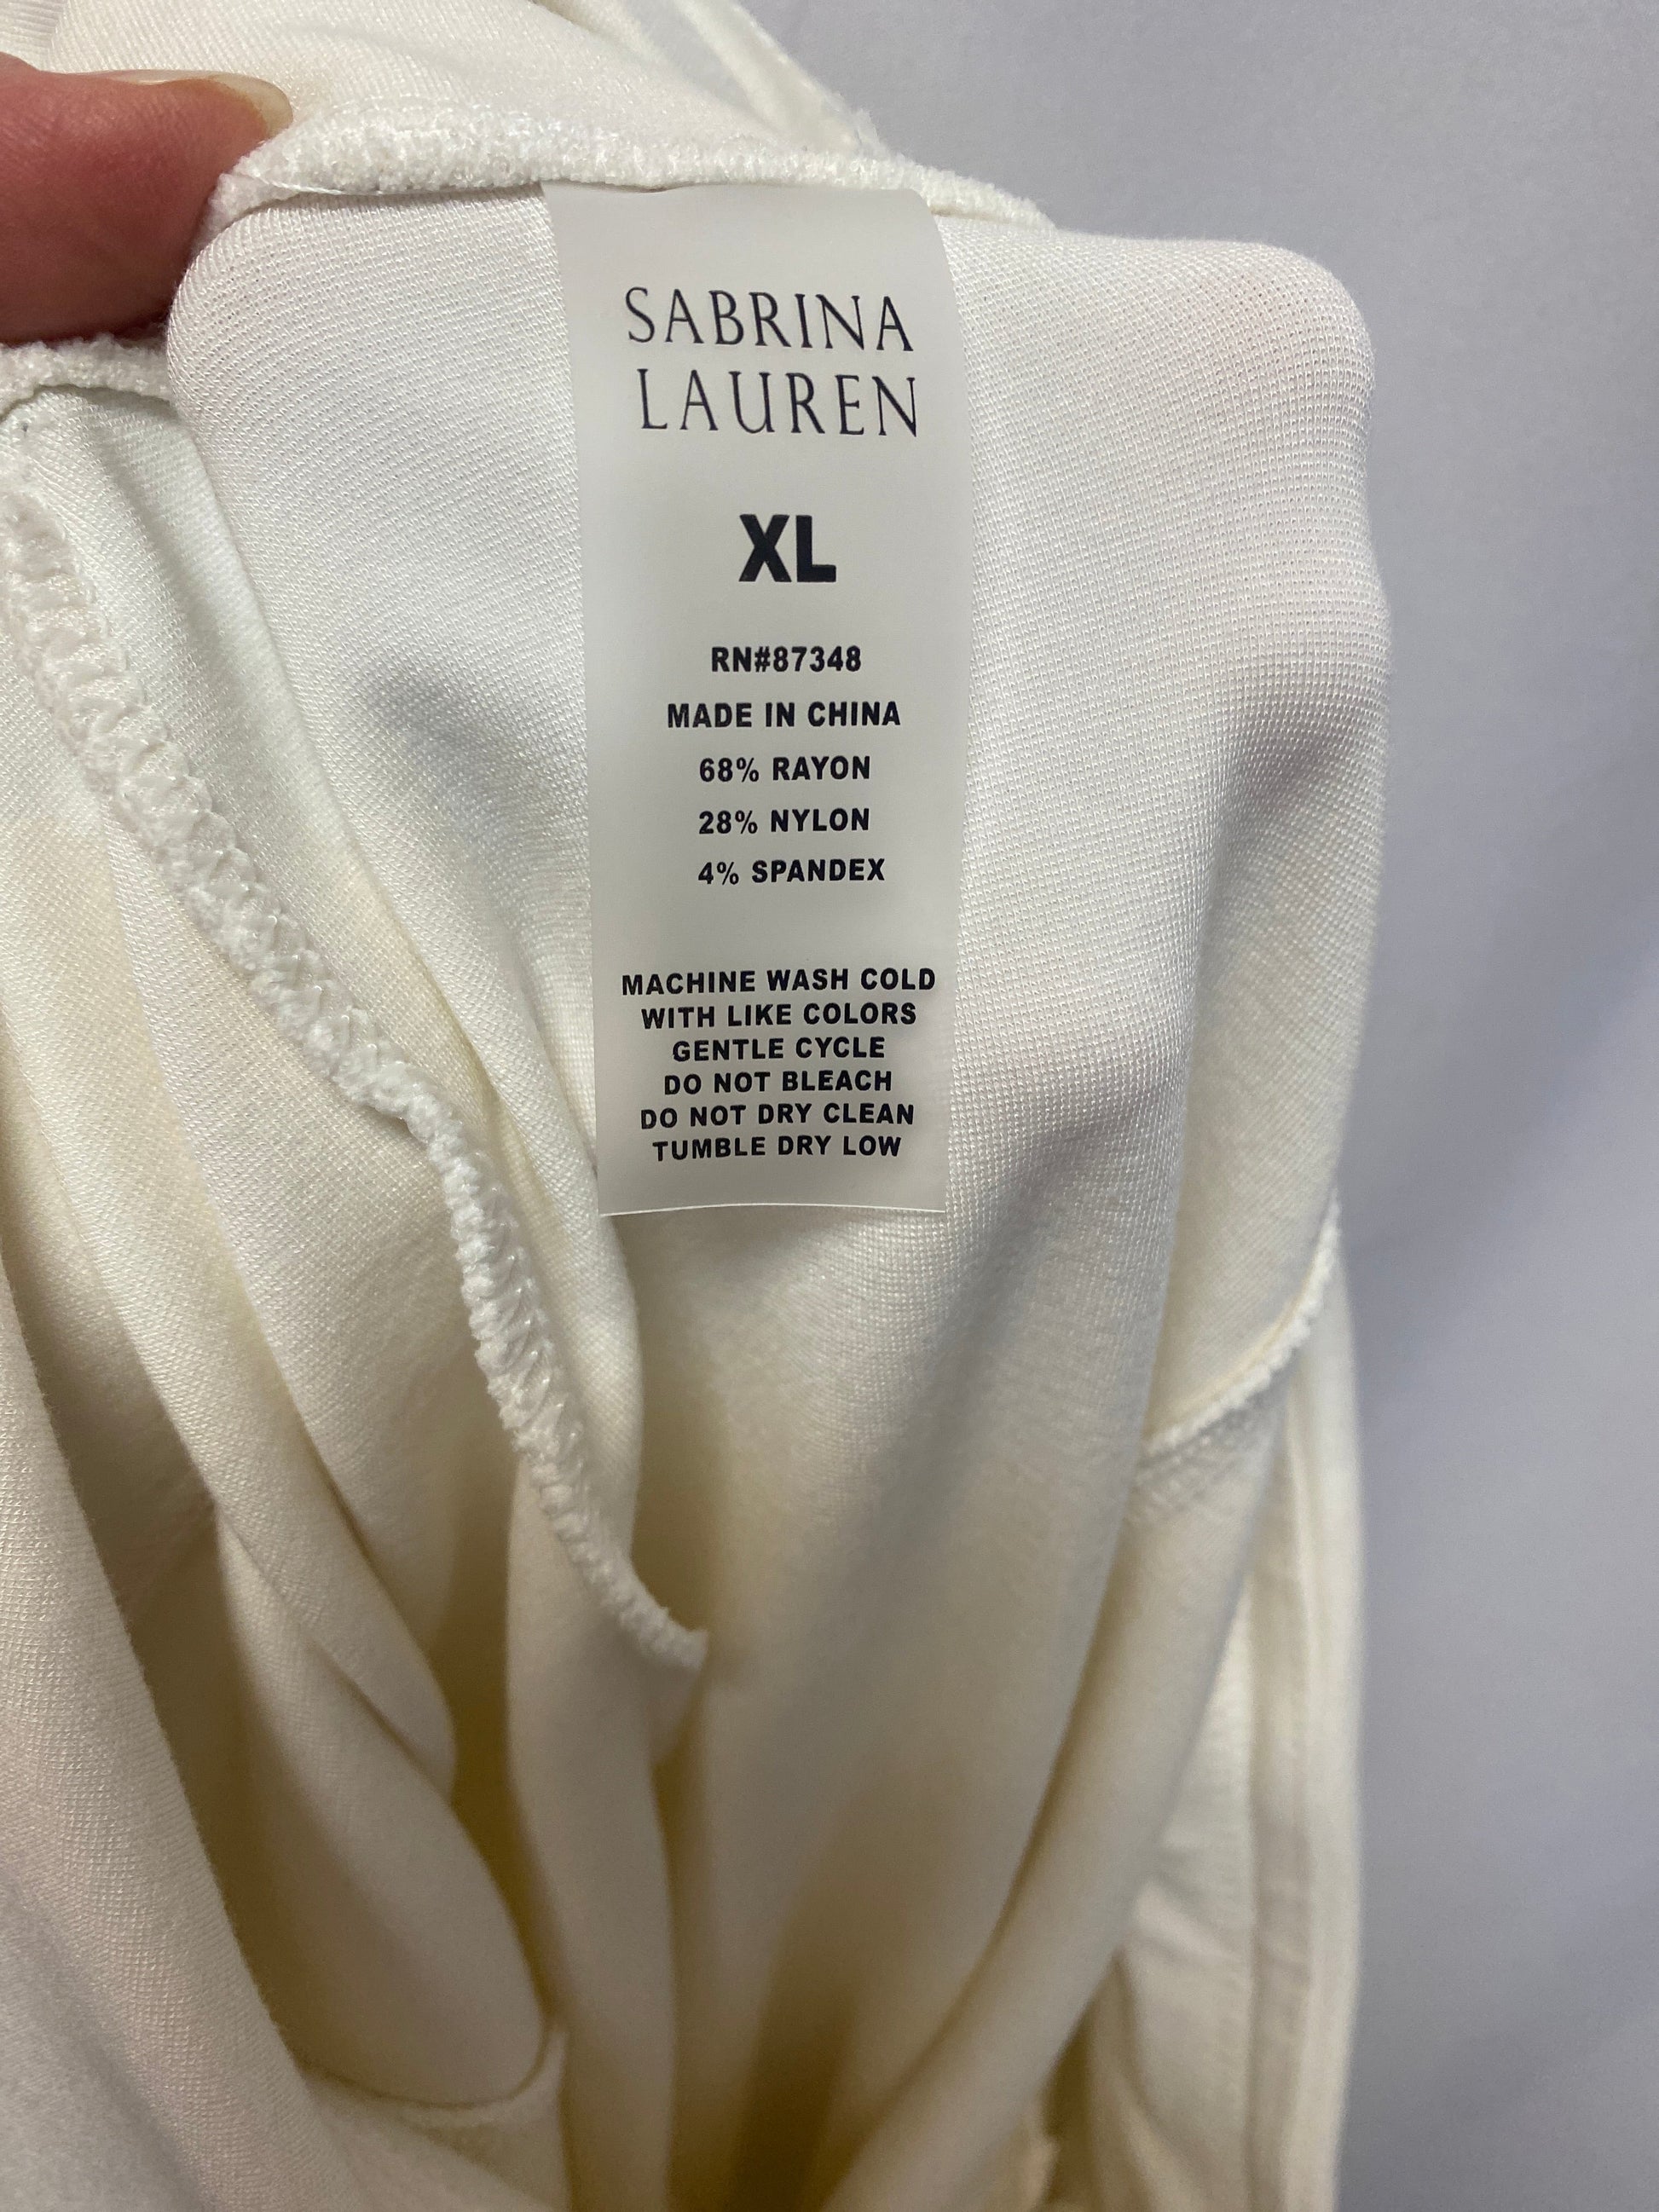 SABRINA
LAUREN
XL
RN#87348
MADE IN CHINA
68% RAYON
28% NYLON
4% SPANDEX
MACHINE WASH COLD
WITH LIKE COLORS
GENTLE CYCLE
DO NOT BLEACH
DO NOT DRY CLEAN
TUMBLE DRY LOW